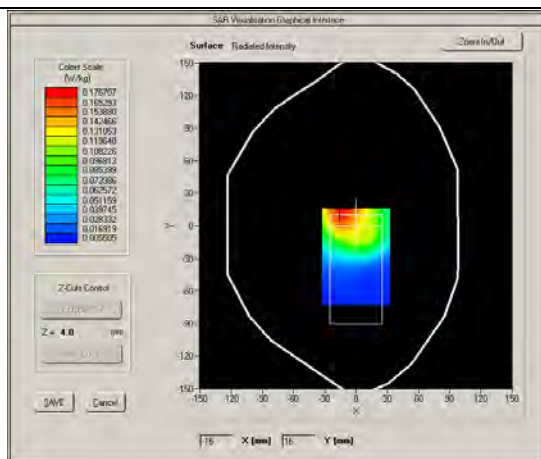 SAR Visualisation Graphical Interface
Surface Radiated Intensity
Zoom In/Out
Colors Scale
(W/kg)
0.176707
0.165293
0.153880
0.142466
0.131053
0.119640
0.108226
0.096813
0.085399
0.073986
0.062572
0.051159
0.039745
0.028332
0.016919
0.005505
Z-Cuts Control
Z = 4.0 mm
SAVE Cancel
150-
120-
90-
60-
30-
0-
-30-
-60-
-90-
-120-
-150-
Y
-150 -120 -90 -60 -30 0 30 60 90 120 150
X
-16 X (mm) 16 Y (mm)